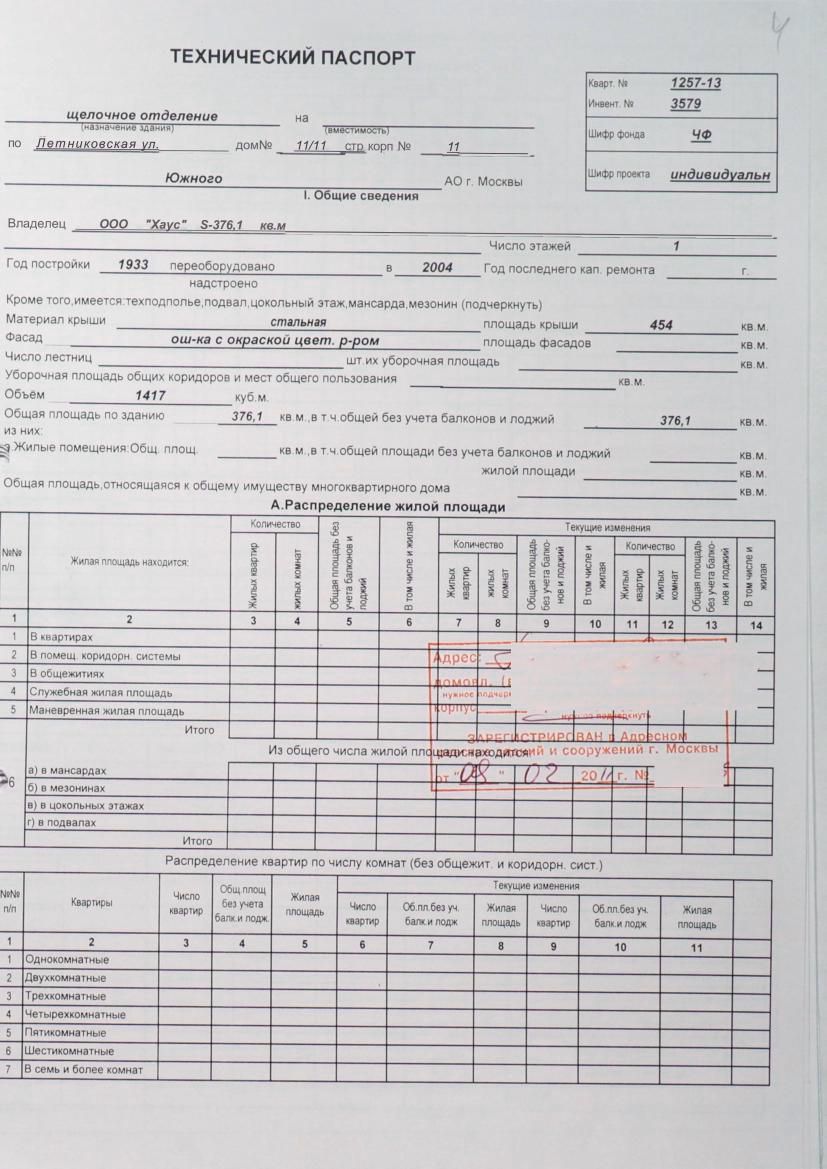 4
ТЕХНИЧЕСКИЙ ПАСПОРТ
Кварт. № 1257-13
Инвент. № 3579
Шифр фонда ЧФ
Шифр проекта индивидуальн
щелочное отделение на
(назначение здания) (вместимость)
по Летниковская ул. дом№ 11/11 стр корп № 11
Южного АО г. Москвы
I. Общие сведения
Владелец ООО "Хаус" S-376,1 кв.м
Число этажей 1
Год постройки 1933 переоборудовано в 2004 Год последнего кап. ремонта г.
надстроено
Кроме того,имеется:техподполье,подвал,цокольный этаж,мансарда,мезонин (подчеркнуть)
Материал крыши стальная площадь крыши 454 кв.м.
Фасад ош-ка с окраской цвет. р-ром площадь фасадов кв.м.
Число лестниц шт.их уборочная площадь кв.м.
Уборочная площадь общих коридоров и мест общего пользования кв.м.
Объем 1417 куб.м.
Общая площадь по зданию 376,1 кв.м.,в т.ч.общей без учета балконов и лоджий 376,1 кв.м.
из них:
Жилые помещения:Общ. площ. кв.м.,в т.ч.общей площади без учета балконов и лоджий кв.м.
жилой площади кв.м.
Общая площадь,относящаяся к общему имуществу многоквартирного дома кв.м.
А.Распределение жилой площади
№№ п/п Жилая площадь находится: Количество Жилых квартир жилых комнат Общая площадь без учета балконов и лоджий В том числе и жилая Текущие изменения
Количество Жилых квартир жилых комнат Общая площадь без учета балконов и лоджий В том числе и жилая Количество Жилых квартир Жилых комнат Общая площадь без учета балконов и лоджий В том числе и жилая
1 2 3 4 5 6 7 8 9 10 11 12 13 14
1 В квартирах
2 В помещ. коридорн. системы
3 В общежитиях
4 Служебная жилая площадь
5 Маневренная жилая площадь
Итого
Адрес:
домовл.
нужное подчер
корпус
нужное подчеркнуть
ЗАРЕГИСТРИРОВАН в Адресном
зданий и сооружений г. Москвы
от "08" 02 2011 г. №
Из общего числа жилой площади находится
6
а) в мансардах
б) в мезонинах
в) в цокольных этажах
г) в подвалах
Итого
Распределение квартир по числу комнат (без общежит. и коридорн. сист.)
№№ п/п Квартиры Число квартир Общ.площ без учета балк.и лодж. Жилая площадь Текущие изменения
Число квартир Об.пл.без уч. балк.и лодж Жилая площадь Число квартир Об.пл.без уч. балк.и лодж Жилая площадь
1 2 3 4 5 6 7 8 9 10 11
1 Однокомнатные
2 Двухкомнатные
3 Трехкомнатные
4 Четырехкомнатные
5 Пятикомнатные
6 Шестикомнатные
7 В семь и более комнат